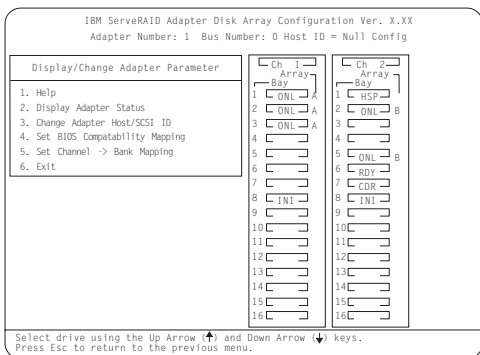 IBM ServeRAID Adapter Disk Array Configuration Ver. X.XX
Adapter Number: 1 Bus Number: 0 Host ID = Null Config
Display/Change Adapter Parameter
1. Help
2. Display Adapter Status
3. Change Adapter Host/SCSI ID
4. Set BIOS Compatability Mapping
5. Set Channel -> Bank Mapping
6. Exit
Ch 1
Array
Bay
1 ONL A
2 ONL A
3 ONL A
4
5
6
7
8 INI
9
10
11
12
13
14
15
16
Ch 2
Array
Bay
1 HSP
2 ONL B
3
4
5 ONL B
6 RDY
7 CDR
8 INI
9
10
11
12
13
14
15
16
Select drive using the Up Arrow (↑) and Down Arrow (↓) keys.
Press Esc to return to the previous menu.